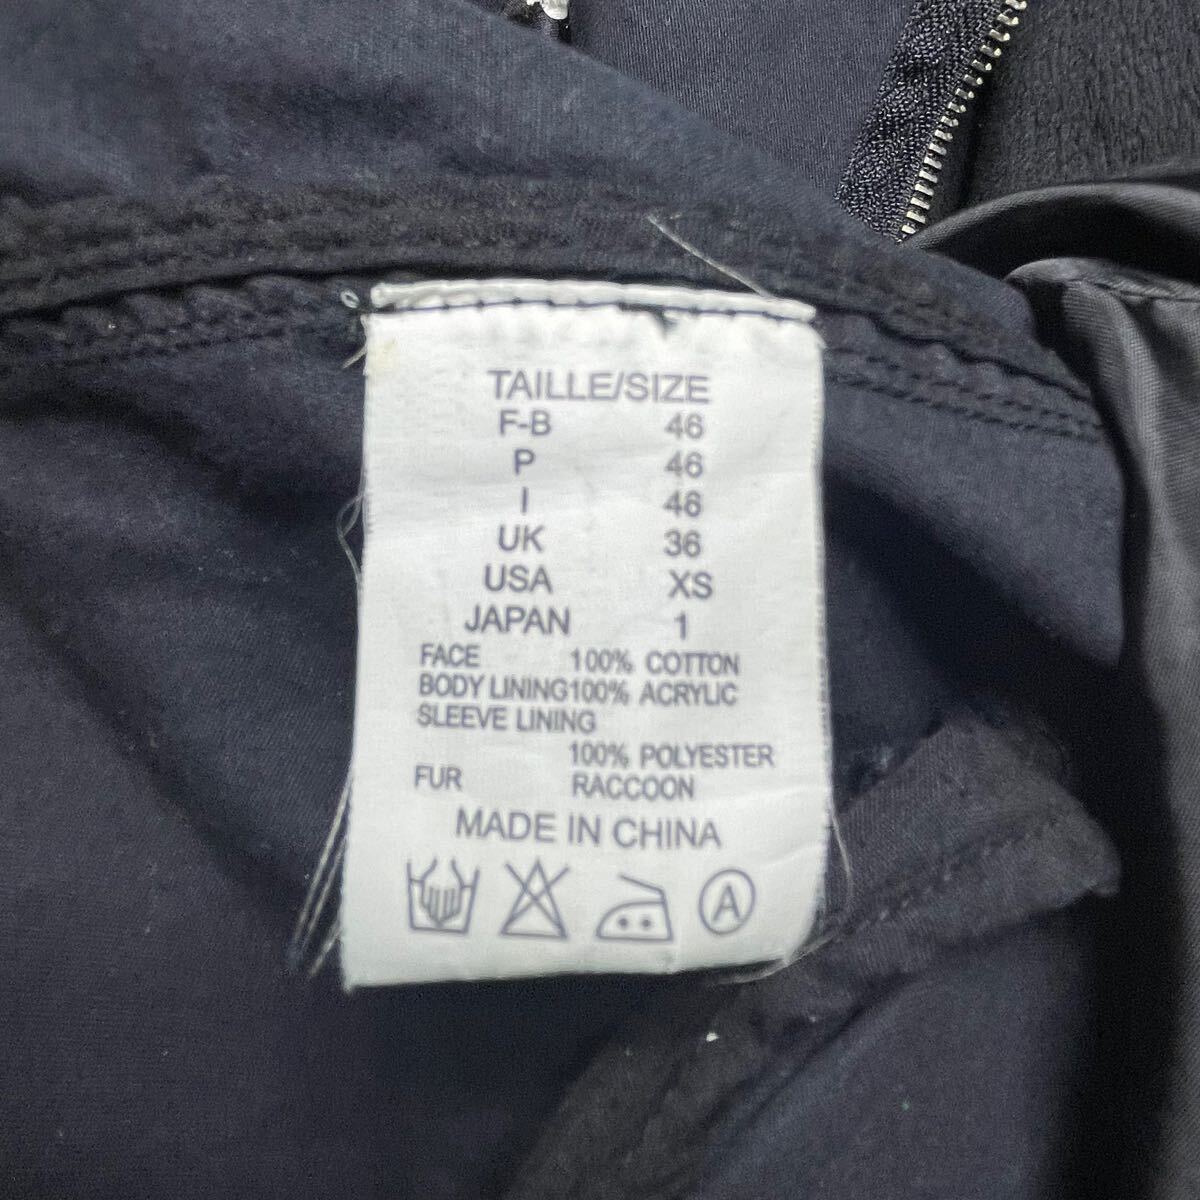 TAILLE/SIZE
F-B 46
P 46
I 46
UK 36
USA XS
JAPAN 1
FACE 100% COTTON
BODY LINING100% ACRYLIC
SLEEVE LINING
100% POLYESTER
FUR RACCOON
MADE IN CHINA
A